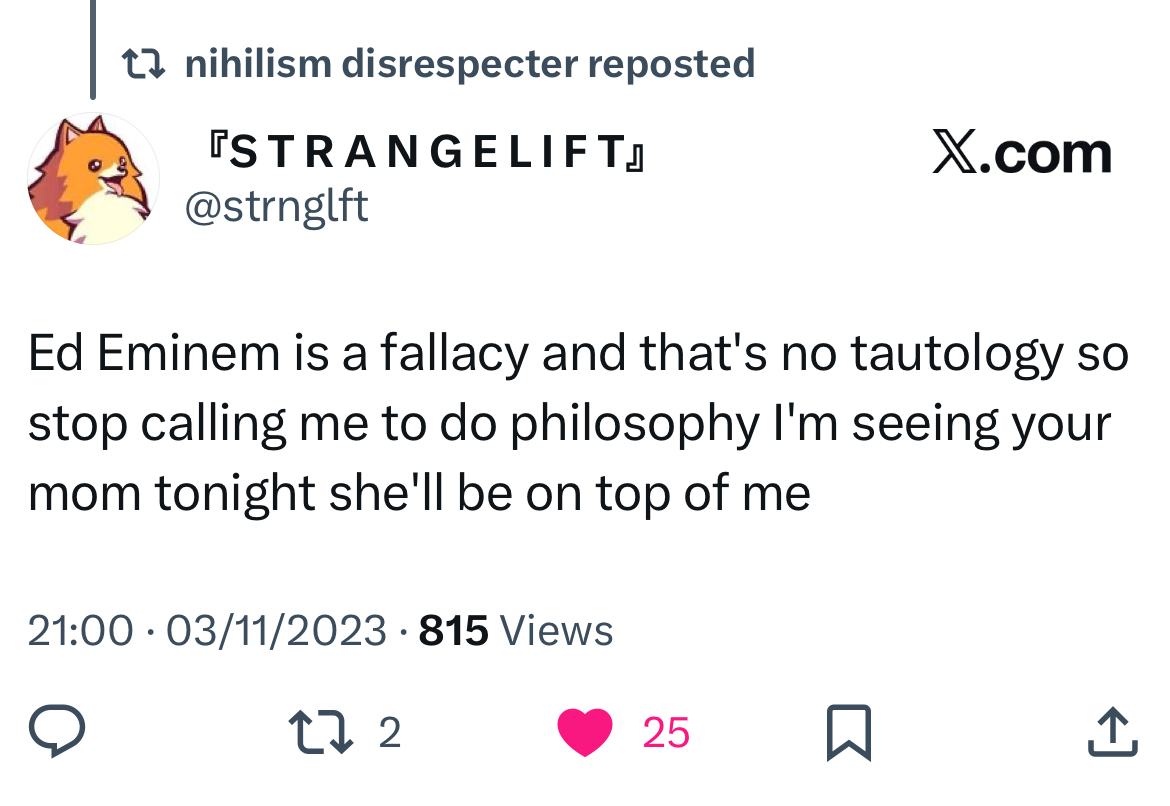 nihilism disrespecter reposted
『S T R A N G E L I F T』
𝕏.com
@strnglft
Ed Eminem is a fallacy and that's no tautology so
stop calling me to do philosophy I'm seeing your
mom tonight she'll be on top of me
21:00 · 03/11/2023 · 815 Views
2
25